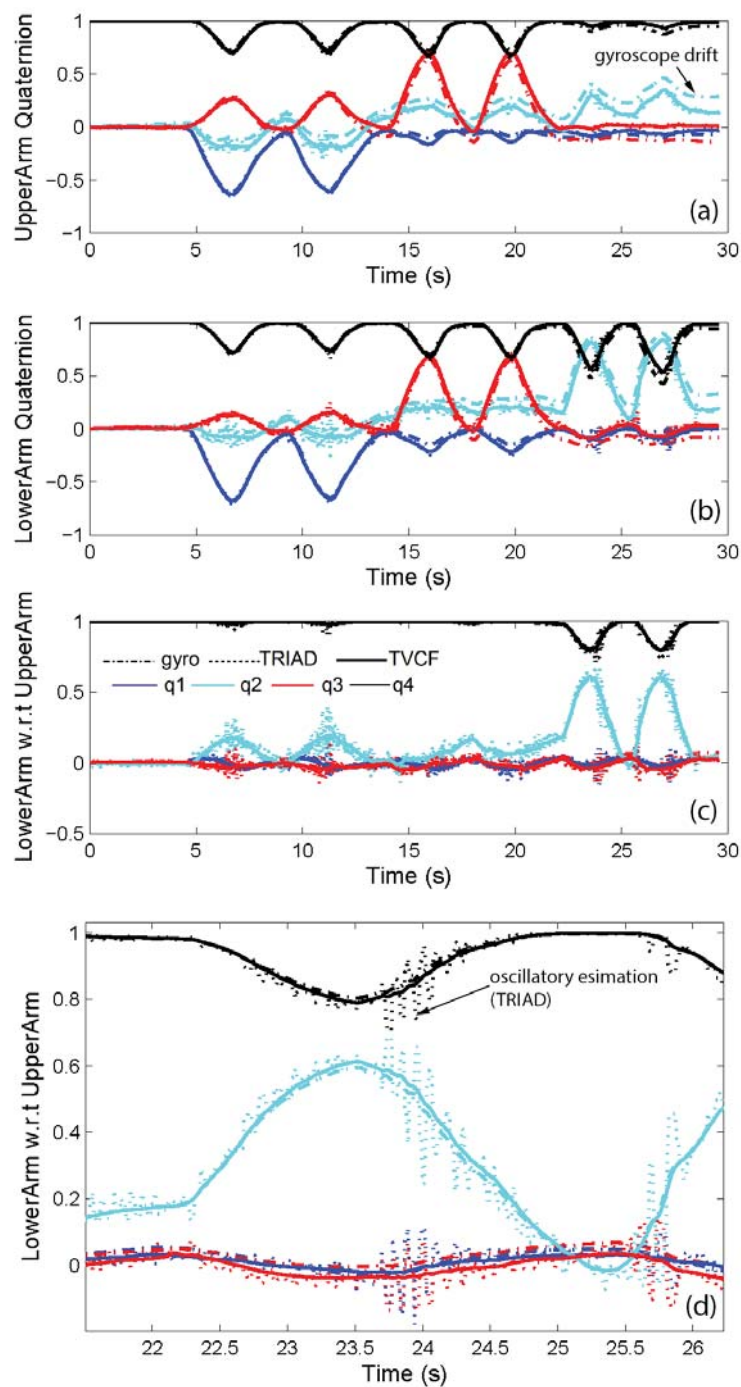 1
0.5
0
−0.5
−1
UpperArm Quaternion
gyroscope drift
(a)
0 5 10 15 20 25 30
Time (s)
1
0.5
0
−0.5
−1
LowerArm Quaternion
(b)
0 5 10 15 20 25 30
Time (s)
1
0.5
0
−0.5
LowerArm w.r.t UpperArm
gyro TRIAD TVCF
q1 q2 q3 q4
(c)
0 5 10 15 20 25 30
Time (s)
1
0.8
0.6
0.4
0.2
0
LowerArm w.r.t UpperArm
oscillatory esimation
(TRIAD)
(d)
22 22.5 23 23.5 24 24.5 25 25.5 26
Time (s)